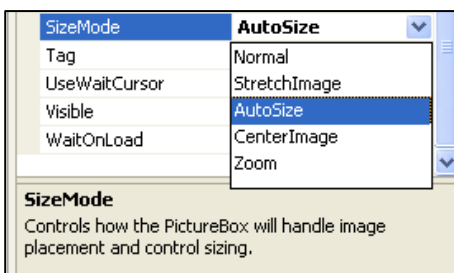 SizeMode AutoSize
Tag Normal
UseWaitCursor StretchImage
Visible AutoSize
WaitOnLoad CenterImage
Zoom
SizeMode
Controls how the PictureBox will handle image
placement and control sizing.